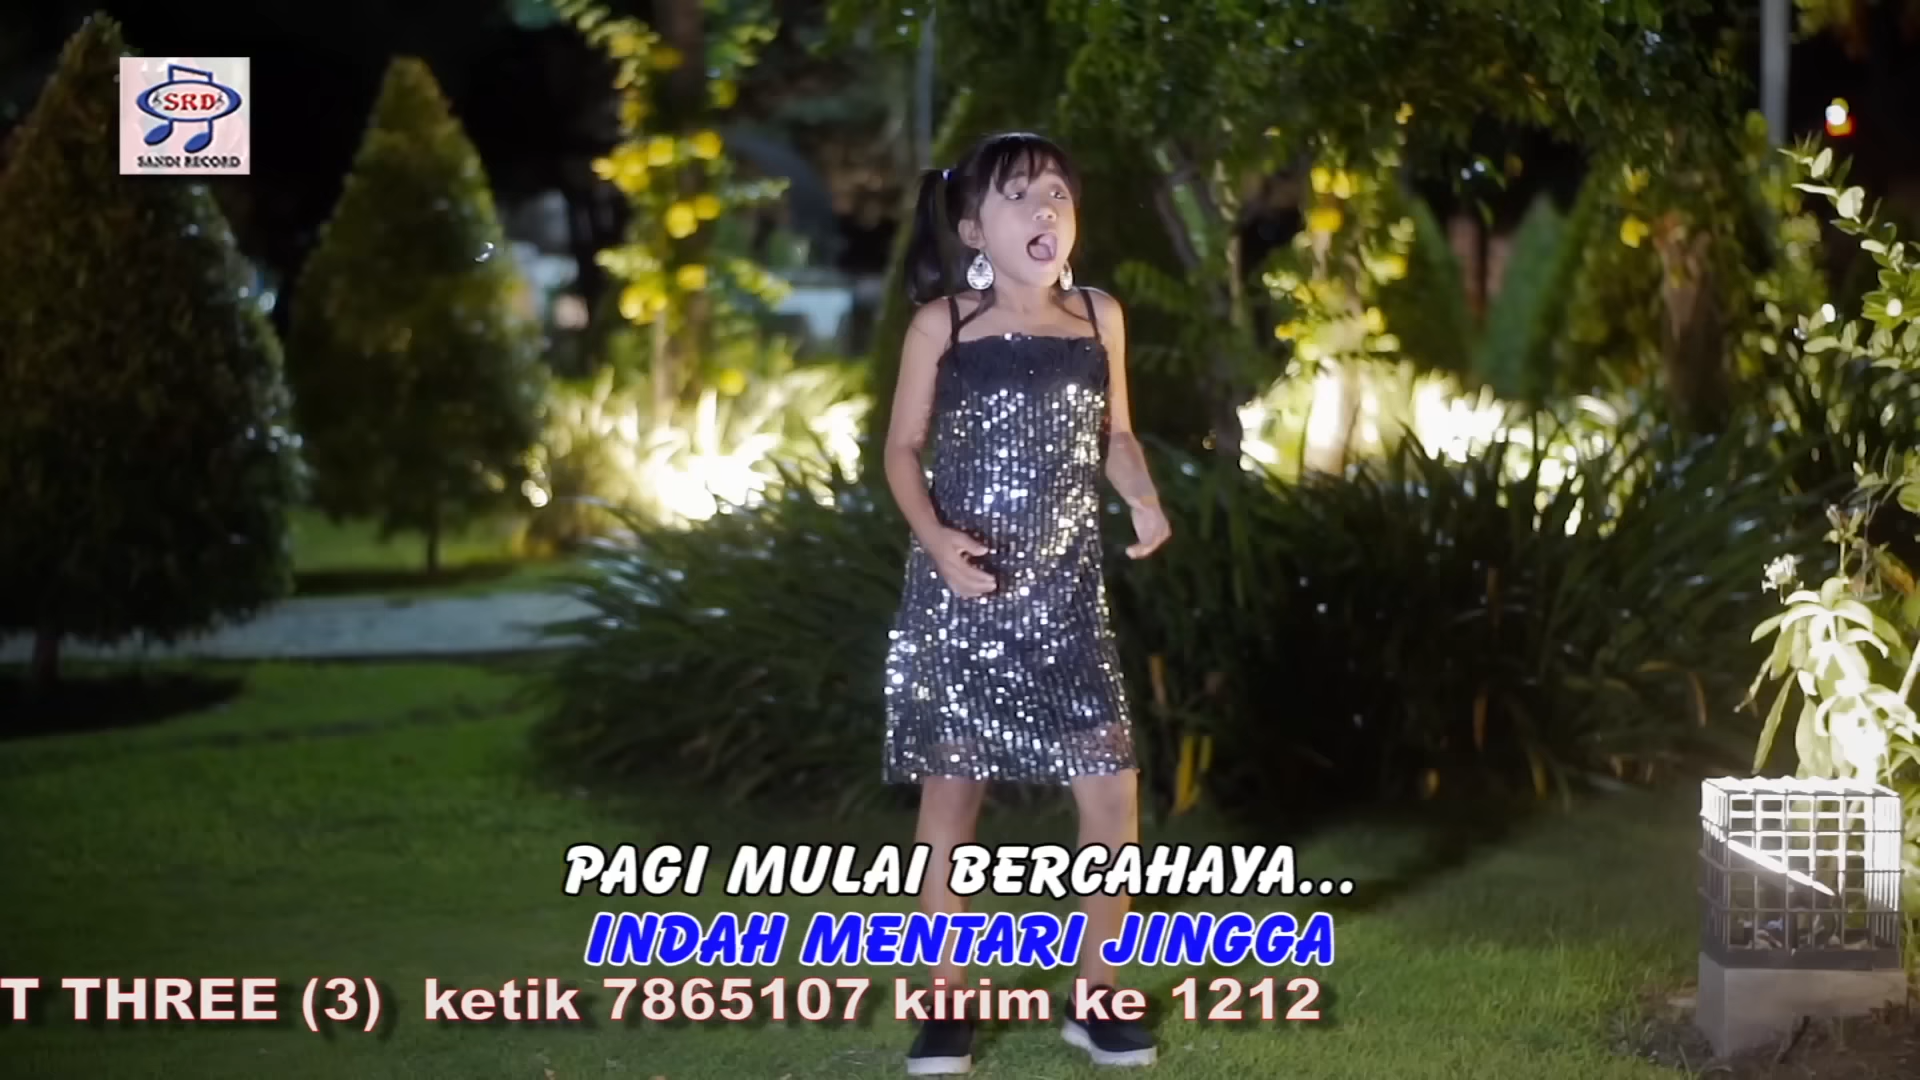 SRD
SANDI RECORD
PAGI MULAI BERCAHAYA...
INDAH MENTARI JINGGA
T THREE (3) ketik 7865107 kirim ke 1212